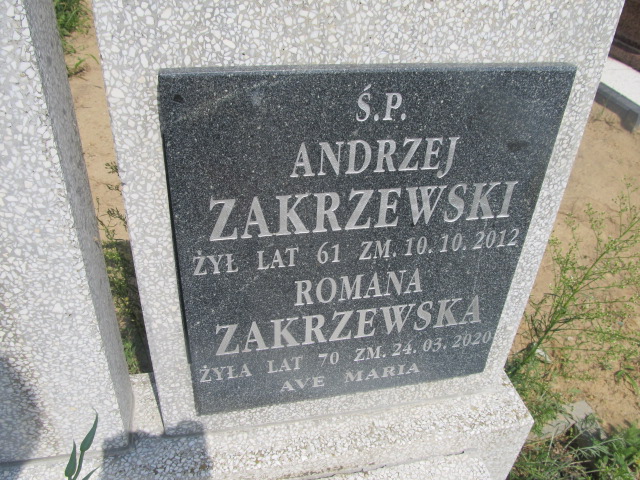 Ś.P.
ANDRZEJ
ZAKRZEWSKI
ŻYŁ LAT 61 ZM. 10.10.2012
ROMANA
ZAKRZEWSKA
ŻYŁA LAT 70 ZM. 24.03.2020
AVE MARIA